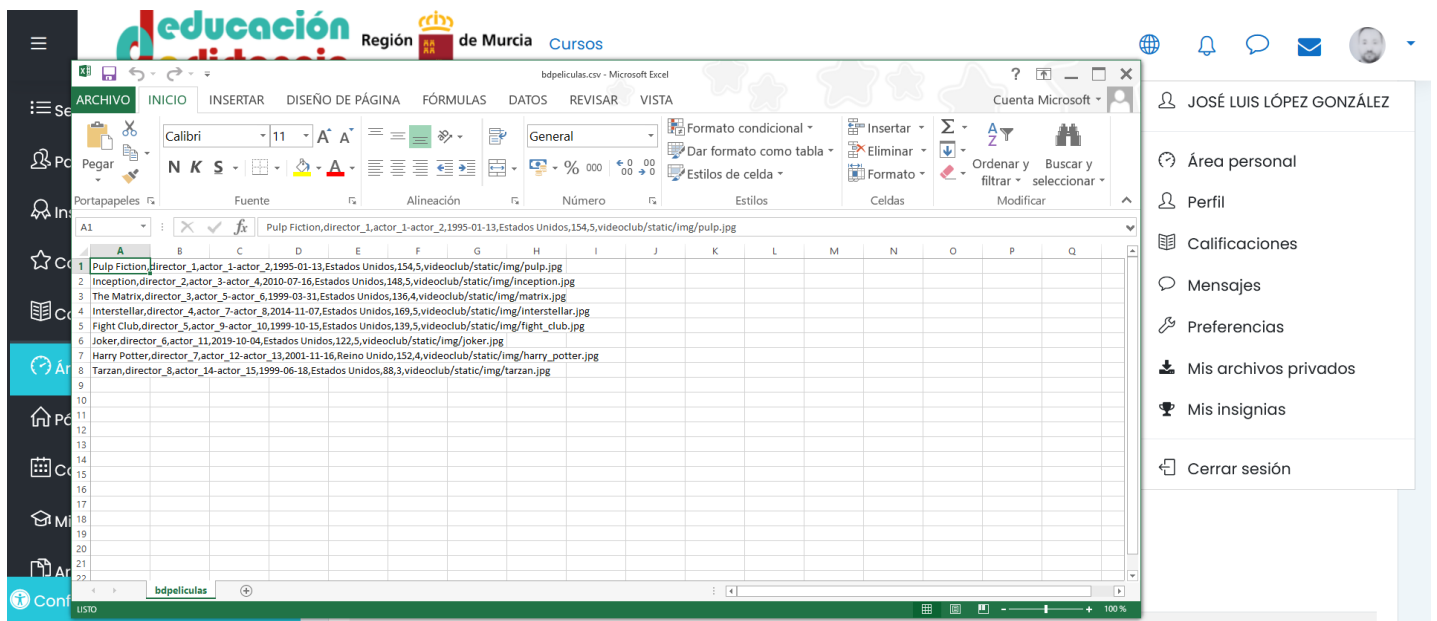 educación
Región de Murcia
Cursos
bdpeliculas.csv - Microsoft Excel
ARCHIVO INICIO INSERTAR DISEÑO DE PÁGINA FÓRMULAS DATOS REVISAR VISTA Cuenta Microsoft
Pegar
Calibri 11
N K S
General
% 000
Formato condicional
Dar formato como tabla
Estilos de celda
Insertar
Eliminar
Formato
Ordenar y filtrar
Buscar y seleccionar
Portapapeles Fuente Alineación Número Estilos Celdas Modificar
A1 fx Pulp Fiction,director_1,actor_1-actor_2,1995-01-13,Estados Unidos,154,5,videoclub/static/img/pulp.jpg
A B C D E F G H I J K L M N O P Q
1 Pulp Fiction,director_1,actor_1-actor_2,1995-01-13,Estados Unidos,154,5,videoclub/static/img/pulp.jpg
2 Inception,director_2,actor_3-actor_4,2010-07-16,Estados Unidos,148,5,videoclub/static/img/inception.jpg
3 The Matrix,director_3,actor_5-actor_6,1999-03-31,Estados Unidos,136,4,videoclub/static/img/matrix.jpg
4 Interstellar,director_4,actor_7-actor_8,2014-11-07,Estados Unidos,169,5,videoclub/static/img/interstellar.jpg
5 Fight Club,director_5,actor_9-actor_10,1999-10-15,Estados Unidos,139,5,videoclub/static/img/fight_club.jpg
6 Joker,director_6,actor_11,2019-10-04,Estados Unidos,122,5,videoclub/static/img/joker.jpg
7 Harry Potter,director_7,actor_12-actor_13,2001-11-16,Reino Unido,152,4,videoclub/static/img/harry_potter.jpg
8 Tarzan,director_8,actor_14-actor_15,1999-06-18,Estados Unidos,88,3,videoclub/static/img/tarzan.jpg
9
10
11
12
13
14
15
16
17
18
19
20
21
22
bdpeliculas
LISTO 100 %
JOSÉ LUIS LÓPEZ GONZÁLEZ
Área personal
Perfil
Calificaciones
Mensajes
Preferencias
Mis archivos privados
Mis insignias
Cerrar sesión